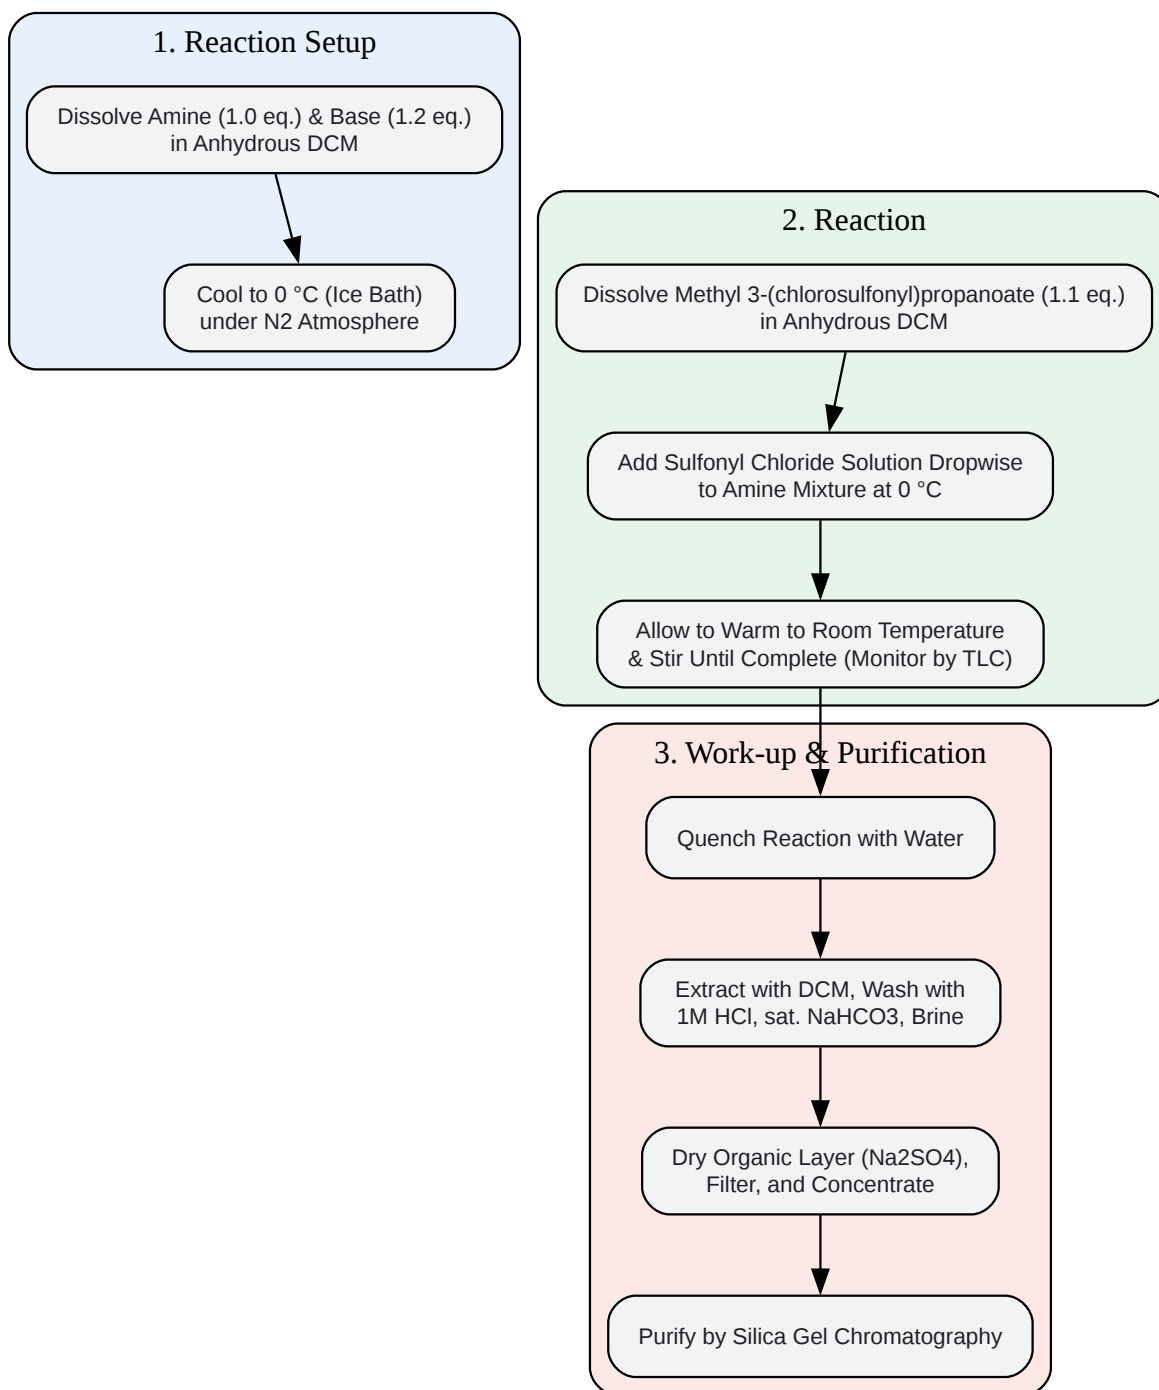 1. Reaction Setup
Dissolve Amine (1.0 eq.) & Base (1.2 eq.)
in Anhydrous DCM
Cool to 0 °C (Ice Bath)
under N2 Atmosphere
2. Reaction
Dissolve Methyl 3-(chlorosulfonyl)propanoate (1.1 eq.)
in Anhydrous DCM
Add Sulfonyl Chloride Solution Dropwise
to Amine Mixture at 0 °C
Allow to Warm to Room Temperature
& Stir Until Complete (Monitor by TLC)
3. Work-up & Purification
Quench Reaction with Water
Extract with DCM, Wash with
1M HCl, sat. NaHCO3, Brine
Dry Organic Layer (Na2SO4),
Filter, and Concentrate
Purify by Silica Gel Chromatography